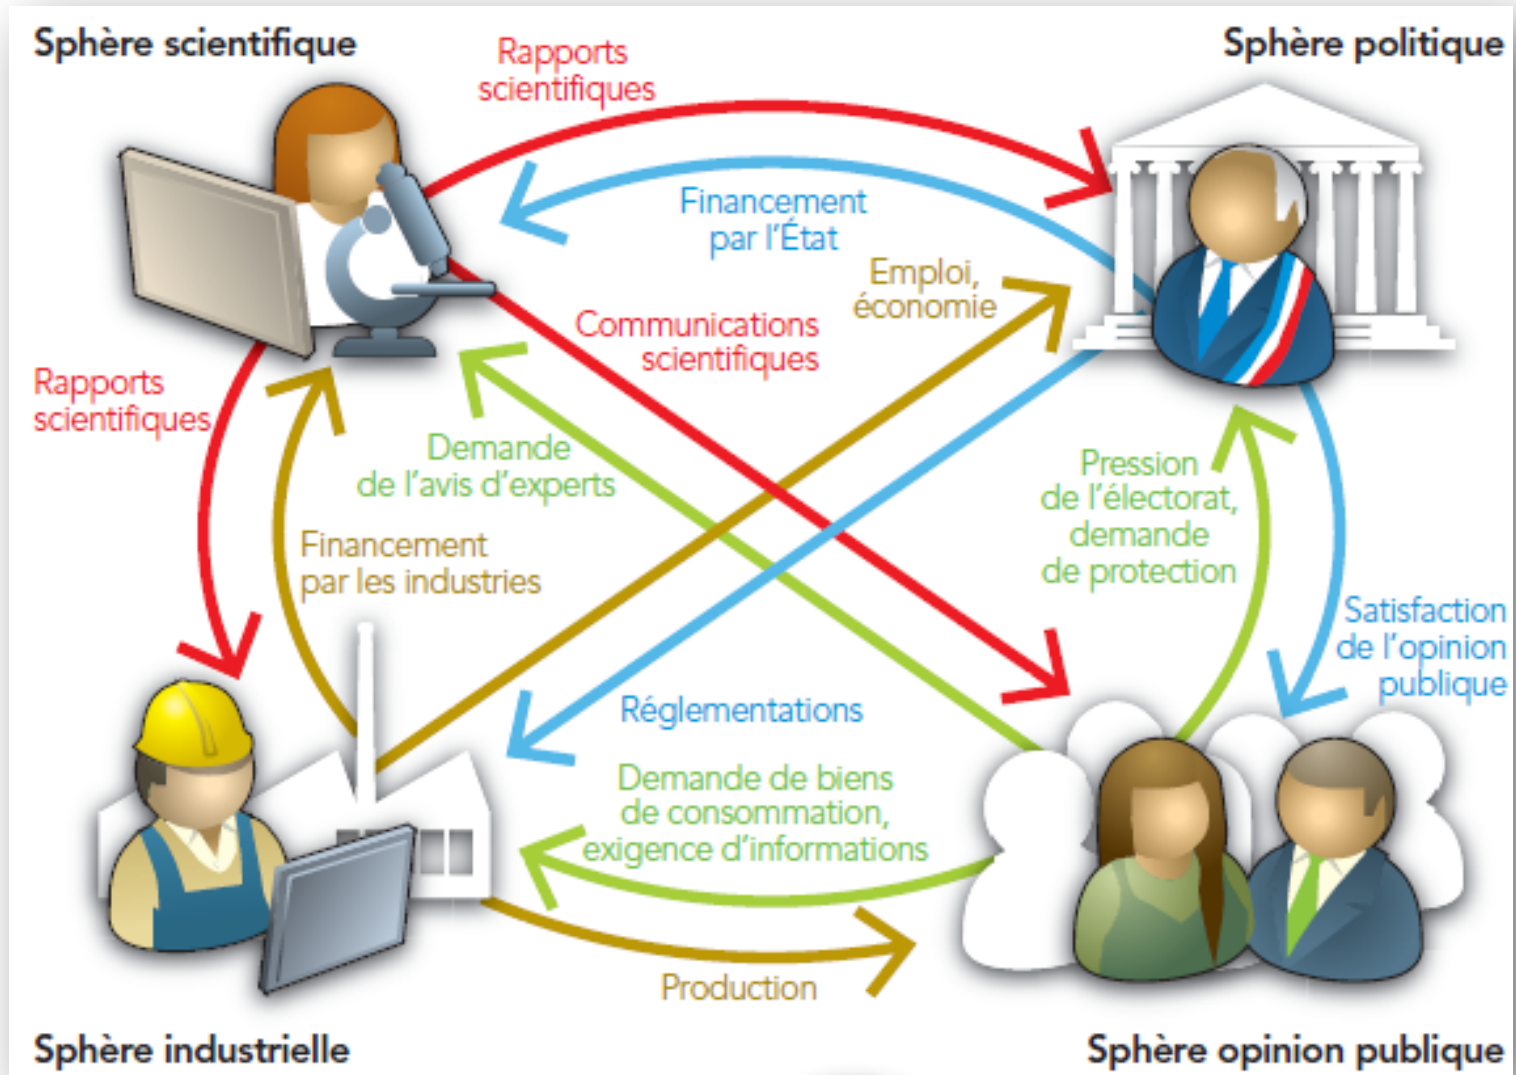 Sphère scientifique
Sphère politique
Rapports
scientifiques
Financement
par l'État
Emploi,
économie
Communications
scientifiques
Rapports
scientifiques
Demande
de l'avis d'experts
Pression
de l'électorat,
demande
de protection
Financement
par les industries
Satisfaction
de l'opinion
publique
Réglementations
Demande de biens
de consommation,
exigence d'informations
Production
Sphère industrielle
Sphère opinion publique